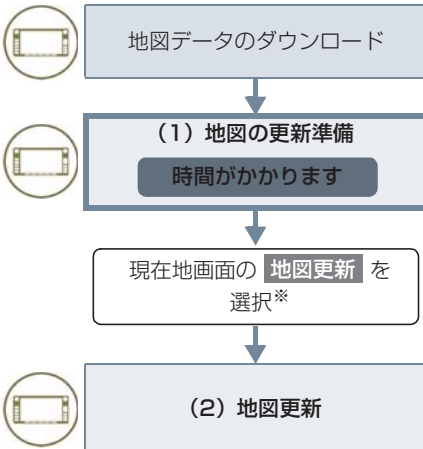 地図データのダウンロード
（1）地図の更新準備
時間がかかります
現在地画面の 地図更新 を
選択※
（2）地図更新